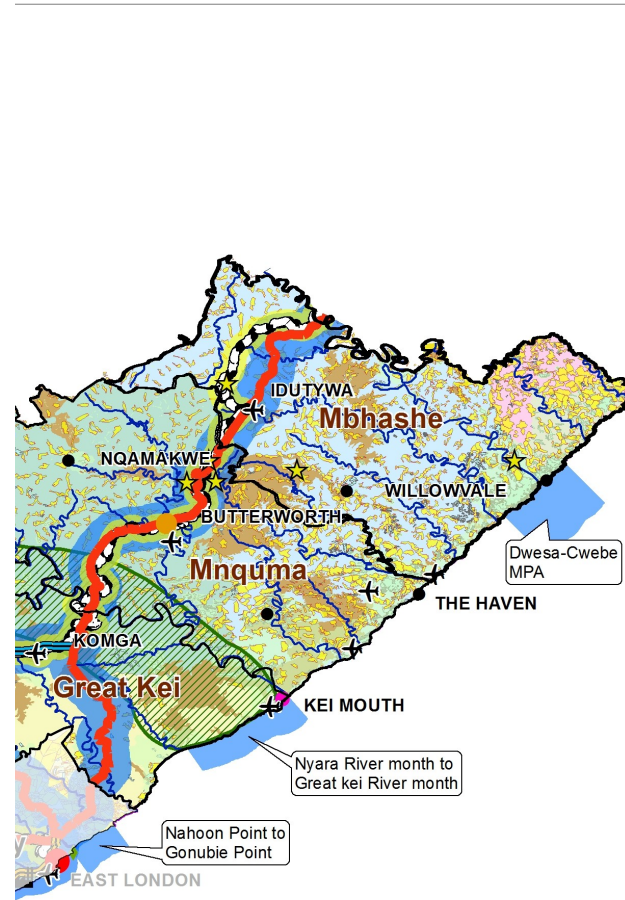 IDUTYWA
Mbhashe
NQAMAKWE
WILLOWVALE
BUTTERWORTH
Dwesa-Cwebe
MPA
Mnquma
THE HAVEN
KOMGA
Great Kei
KEI MOUTH
Nyara River month to
Great kei River month
Nahoon Point to
Gonubie Point
y
EAST LONDON